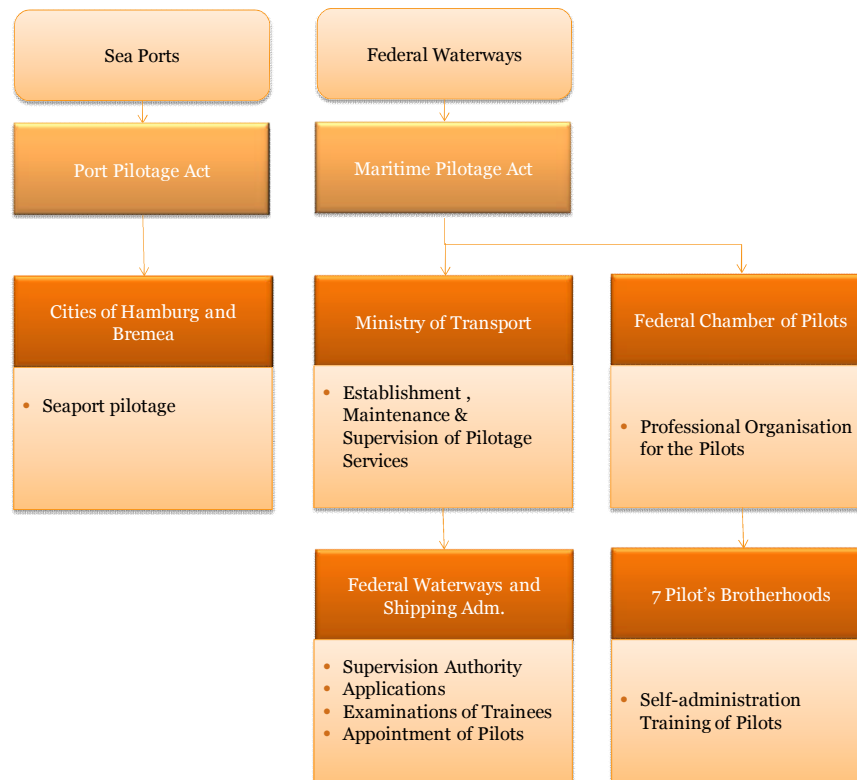 Sea Ports
Federal Waterways
Port Pilotage Act
Maritime Pilotage Act
Cities of Hamburg and
Bremea
• Seaport pilotage
Ministry of Transport
• Establishment ,
Maintenance &
Supervision of Pilotage
Services
Federal Chamber of Pilots
• Professional Organisation
for the Pilots
Federal Waterways and
Shipping Adm.
• Supervision Authority
• Applications
• Examinations of Trainees
• Appointment of Pilots
7 Pilot’s Brotherhoods
• Self-administration
Training of Pilots